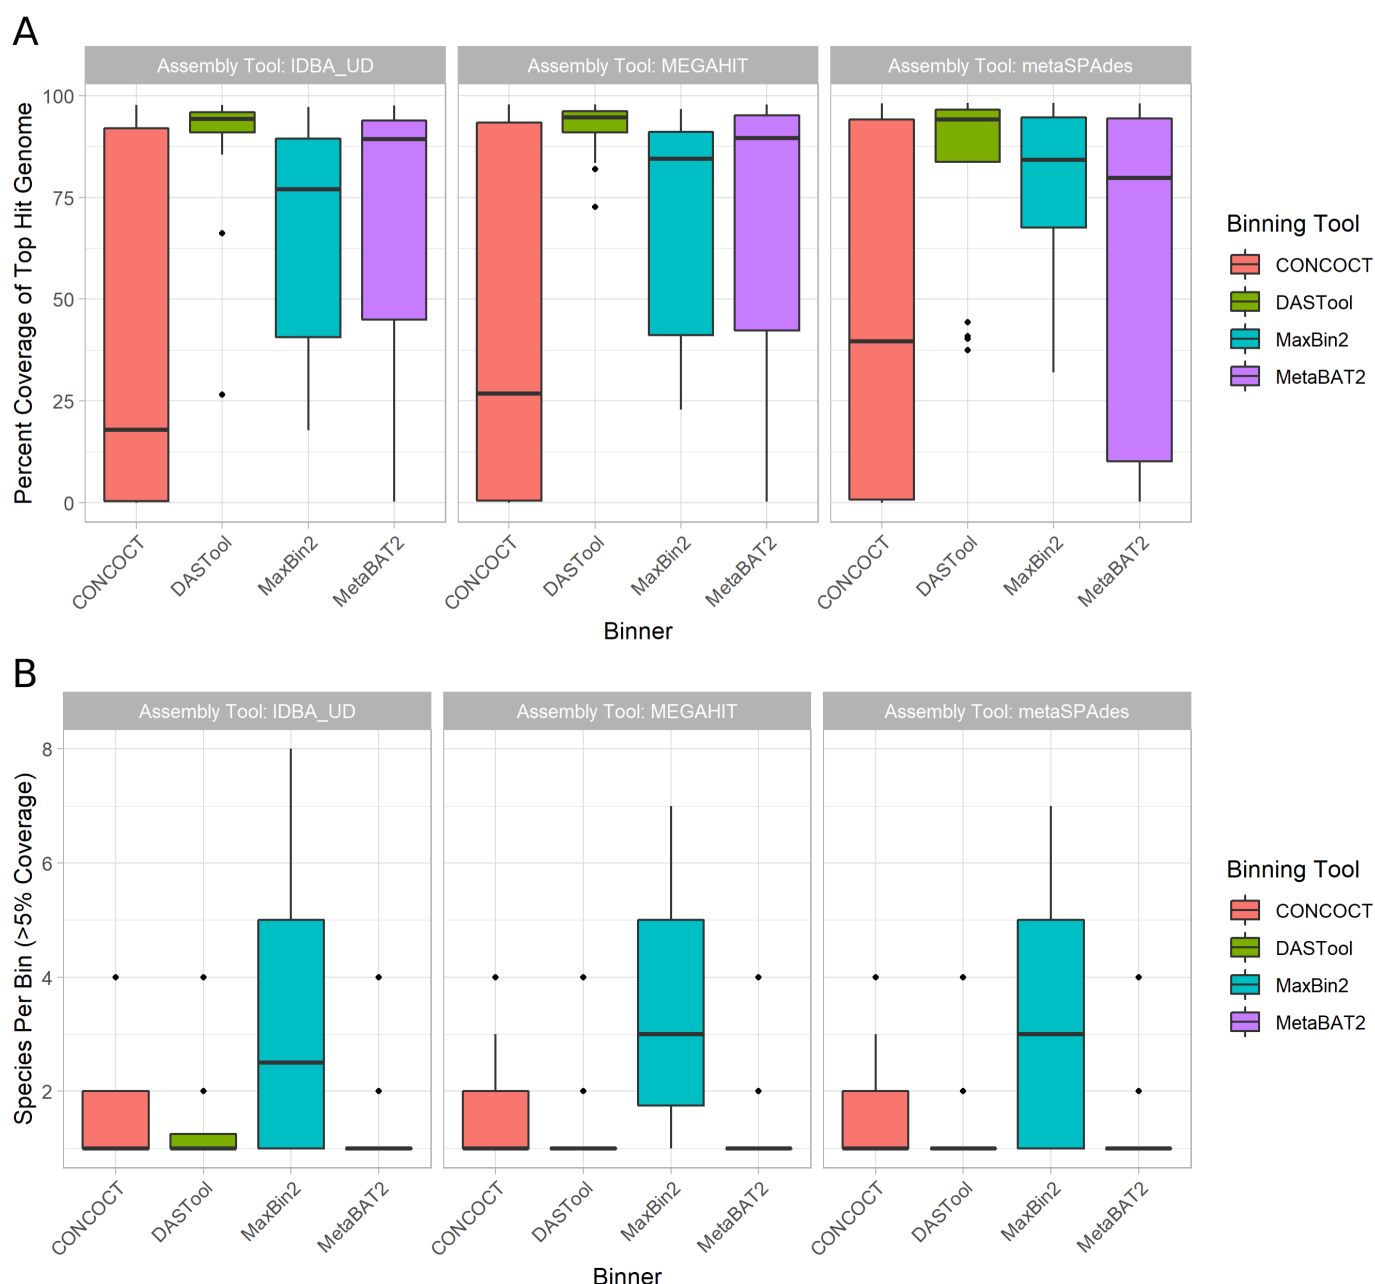 A
Assembly Tool: IDBA_UD
Assembly Tool: MEGAHIT
Assembly Tool: metaSPAdes
Percent Coverage of Top Hit Genome
100
75
50
25
0
CONCOCT
DASTool
MaxBin2
MetaBAT2
CONCOCT
DASTool
MaxBin2
MetaBAT2
CONCOCT
DASTool
MaxBin2
MetaBAT2
Binner
Binning Tool
CONCOCT
DASTool
MaxBin2
MetaBAT2
B
Assembly Tool: IDBA_UD
Assembly Tool: MEGAHIT
Assembly Tool: metaSPAdes
Species Per Bin (>5% Coverage)
8
6
4
2
CONCOCT
DASTool
MaxBin2
MetaBAT2
CONCOCT
DASTool
MaxBin2
MetaBAT2
CONCOCT
DASTool
MaxBin2
MetaBAT2
Binner
Binning Tool
CONCOCT
DASTool
MaxBin2
MetaBAT2